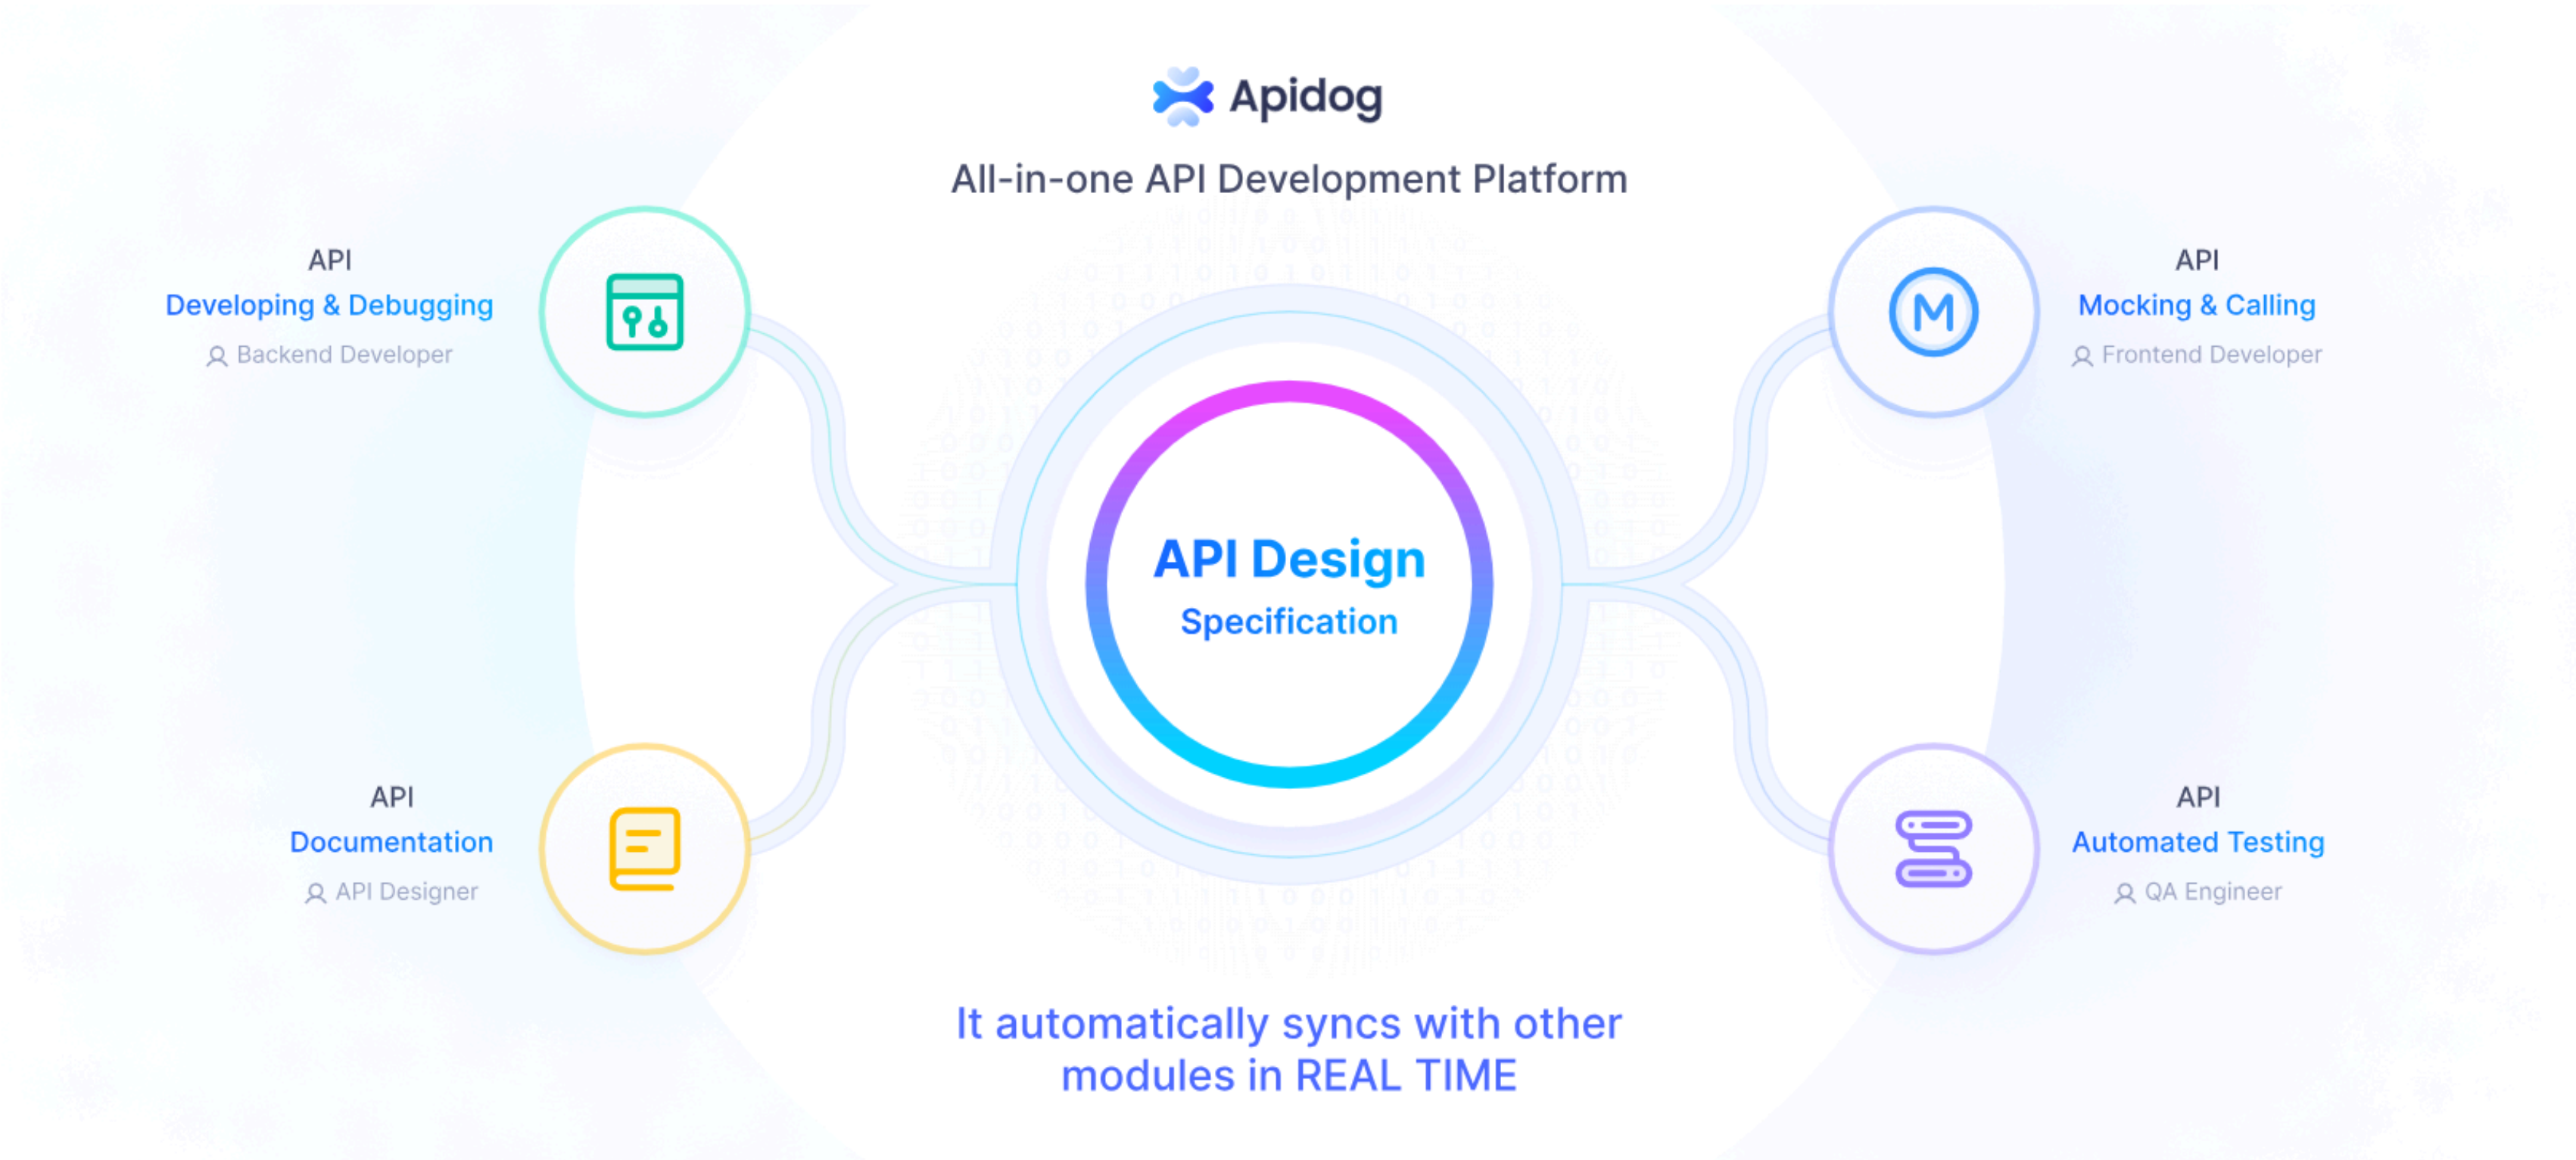 Apidog
All-in-one API Development Platform
API
Developing & Debugging
Backend Developer
API
Mocking & Calling
Frontend Developer
API Design
Specification
API
Documentation
API Designer
API
Automated Testing
QA Engineer
It automatically syncs with other
modules in REAL TIME